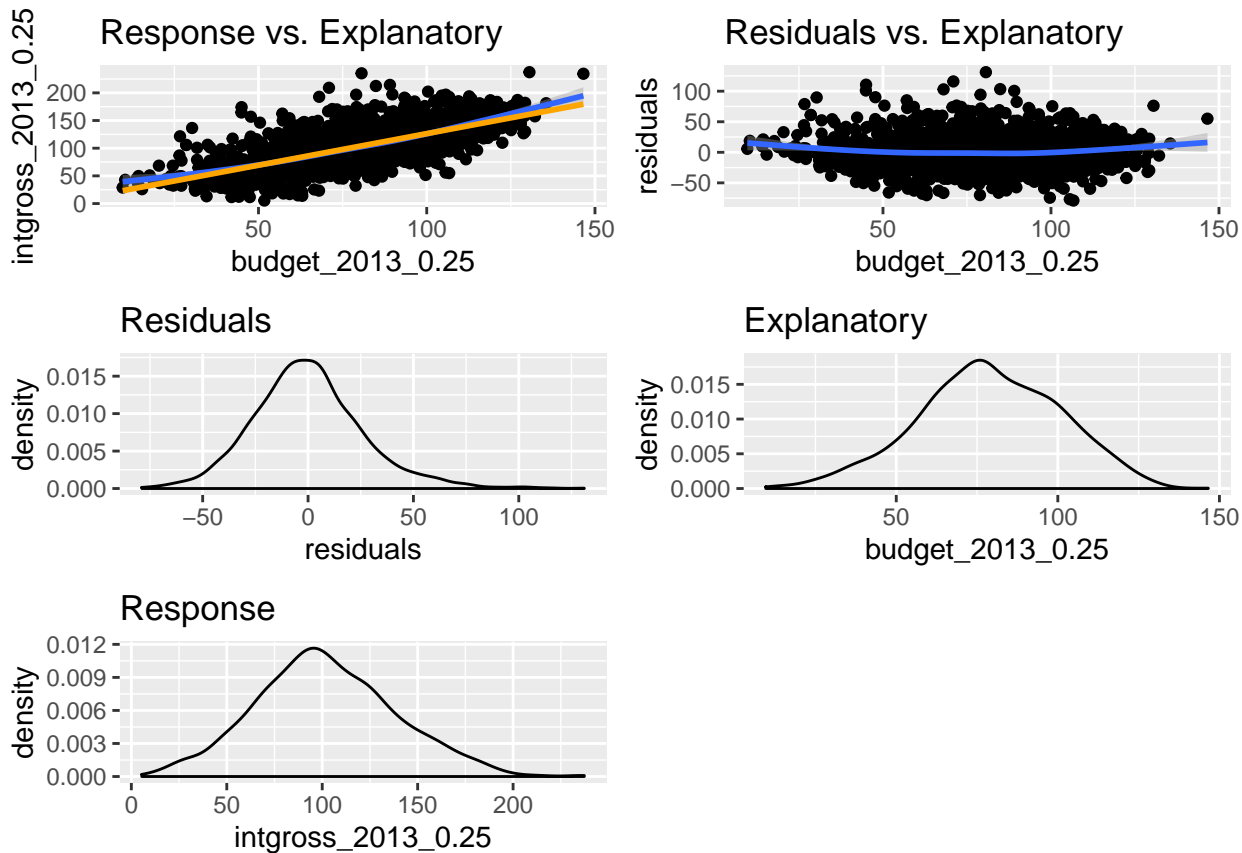 Response vs. Explanatory
intgross_2013_0.25
200
150
100
50
0
50
100
150
budget_2013_0.25
Residuals vs. Explanatory
residuals
100
50
0
−50
50
100
150
budget_2013_0.25
Residuals
density
0.015
0.010
0.005
0.000
−50
0
50
100
residuals
Explanatory
density
0.015
0.010
0.005
0.000
50
100
150
budget_2013_0.25
Response
density
0.012
0.009
0.006
0.003
0.000
0
50
100
150
200
intgross_2013_0.25